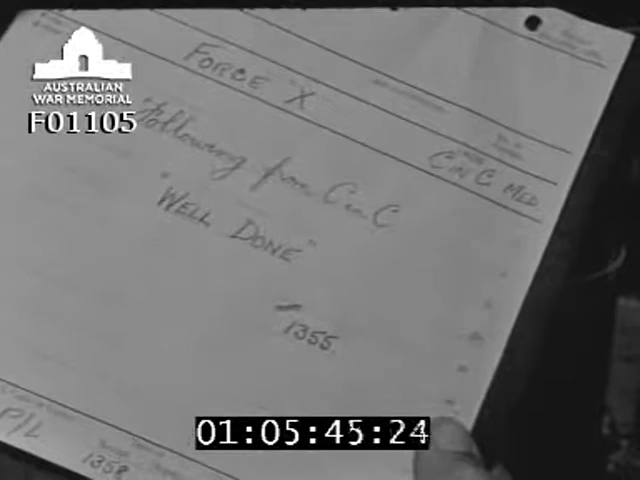 AUSTRALIAN
WAR MEMORIAL
F01105
FORCE X
C IN C MED
Following from C in C
"WELL DONE"
1355.
P/L
1358
01:05:45:24